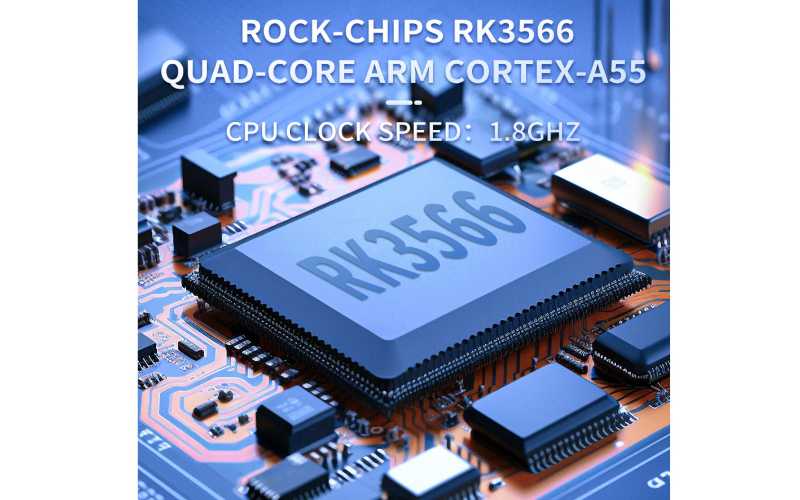 ROCK-CHIPS RK3566
QUAD-CORE ARM CORTEX-A55
CPU CLOCK SPEED: 1.8GHZ
RK3566